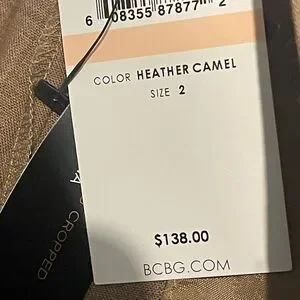 6 08355 87877 2
COLOR HEATHER CAMEL
SIZE 2
$138.00
BCBG.COM
CROPPED